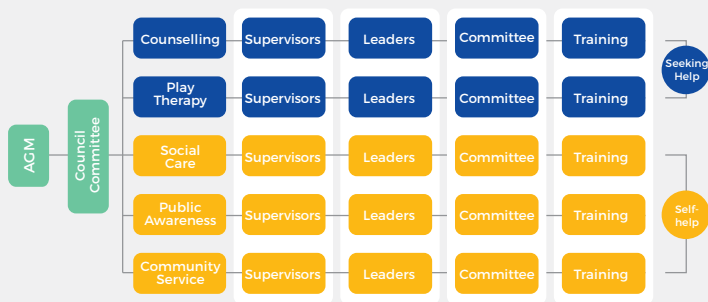 AGM
Council
Committee
Counselling
Supervisors
Leaders
Committee
Training
Play
Therapy
Supervisors
Leaders
Committee
Training
Seeking
Help
Social
Care
Supervisors
Leaders
Committee
Training
Public
Awareness
Supervisors
Leaders
Committee
Training
Self-
help
Community
Service
Supervisors
Leaders
Committee
Training